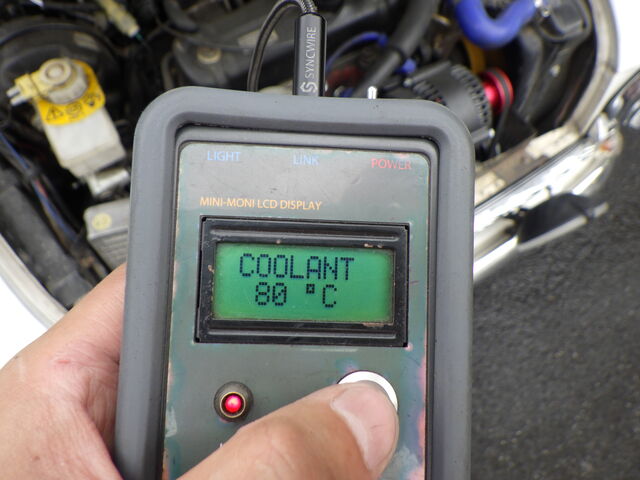 SYNCWIRE
LIGHT LINK POWER
MINI-MONI LCD DISPLAY
COOLANT
80 °C